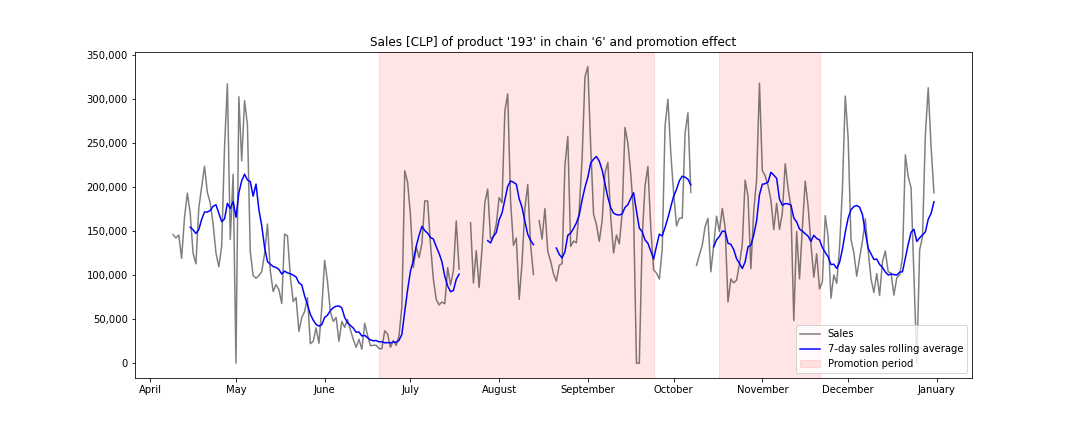 Sales [CLP] of product '193' in chain '6' and promotion effect
350,000
300,000
250,000
200,000
150,000
100,000
50,000
0
April May June July August September October November December January
Sales
7-day sales rolling average
Promotion period